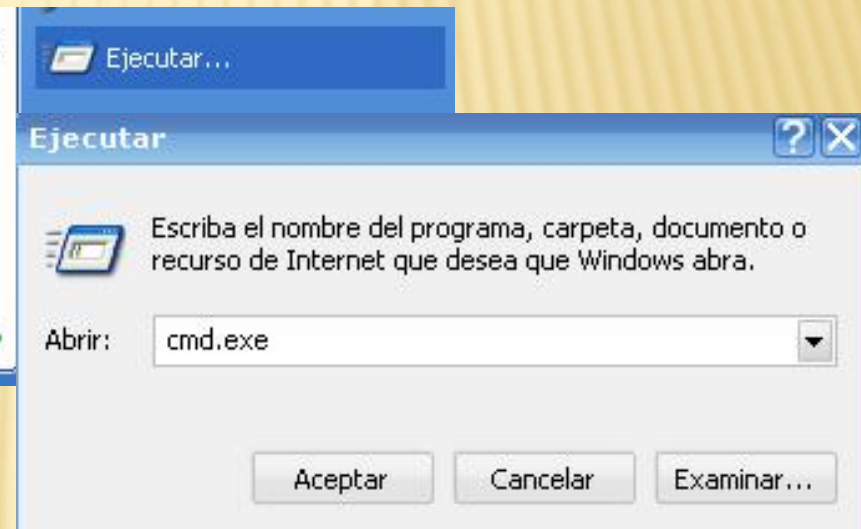 Ejecutar...
Ejecutar
Escriba el nombre del programa, carpeta, documento o
recurso de Internet que desea que Windows abra.
Abrir: cmd.exe
Aceptar Cancelar Examinar...